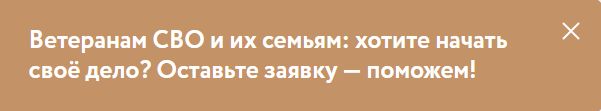 Ветеранам СВО и их семьям: хотите начать
своё дело? Оставьте заявку — поможем!